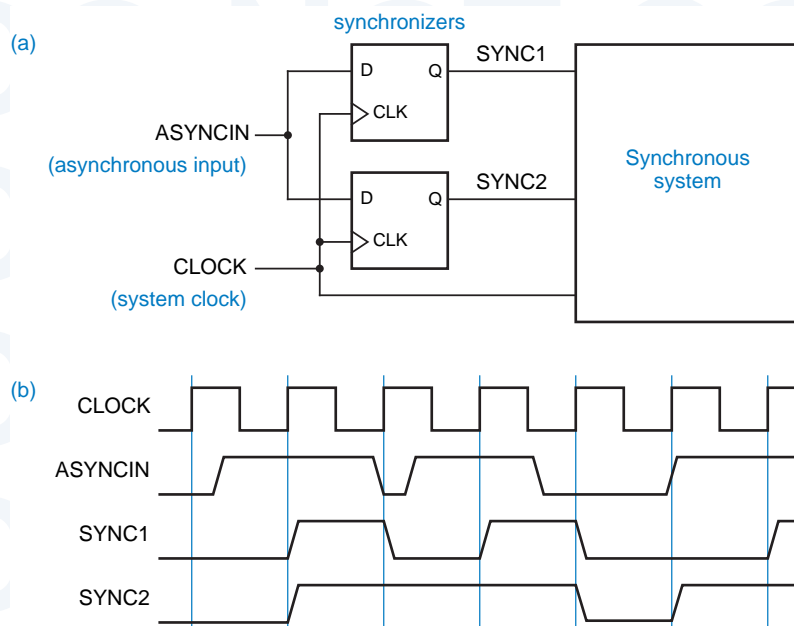 (a)
synchronizers
D Q SYNC1
CLK
ASYNCIN
(asynchronous input)
Synchronous
system
D Q SYNC2
CLK
CLOCK
(system clock)
(b)
CLOCK
ASYNCIN
SYNC1
SYNC2